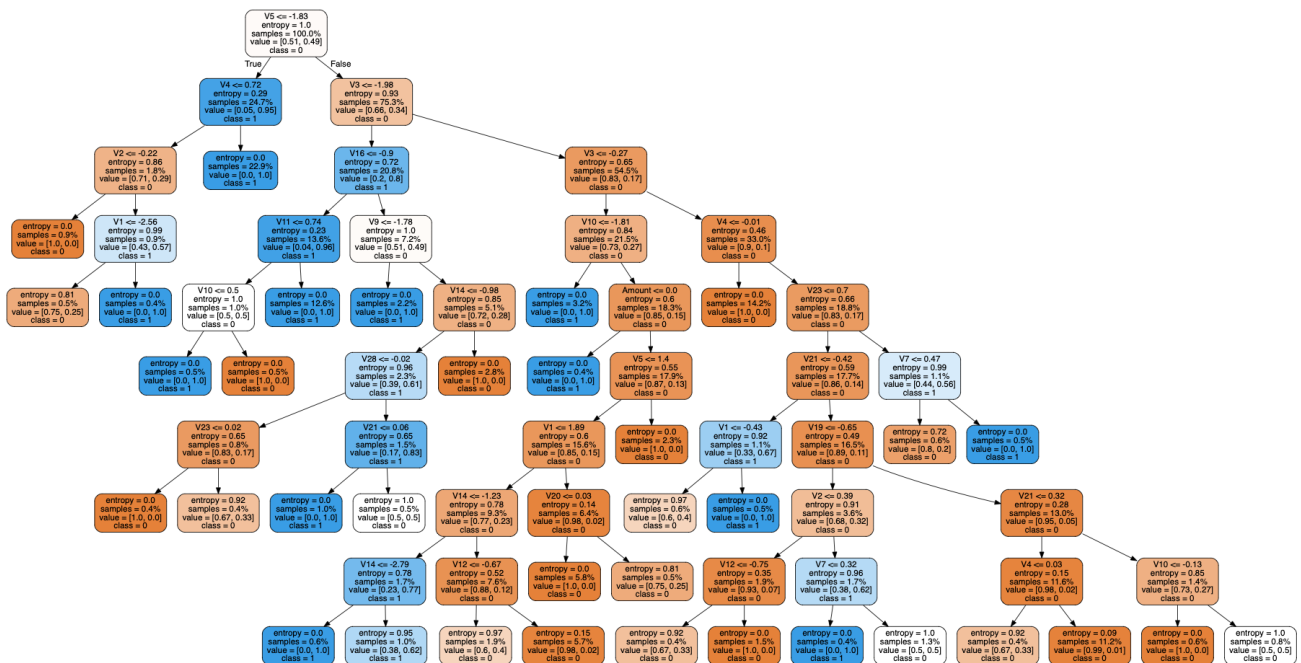 V5 <= -1.83
entropy = 1.0
samples = 100.0%
value = [0.51, 0.49]
class = 0
True
False
V4 <= 0.72
entropy = 0.29
samples = 24.7%
value = [0.05, 0.95]
class = 1
V3 <= -1.98
entropy = 0.93
samples = 75.3%
value = [0.66, 0.34]
class = 0
V2 <= -0.22
entropy = 0.86
samples = 1.8%
value = [0.71, 0.29]
class = 0
entropy = 0.0
samples = 22.9%
value = [0.0, 1.0]
class = 1
V16 <= -0.9
entropy = 0.72
samples = 20.8%
value = [0.2, 0.8]
class = 1
V3 <= -0.27
entropy = 0.65
samples = 54.5%
value = [0.83, 0.17]
class = 0
entropy = 0.0
samples = 0.9%
value = [1.0, 0.0]
class = 0
V1 <= -2.56
entropy = 0.99
samples = 0.9%
value = [0.43, 0.57]
class = 1
V11 <= 0.74
entropy = 0.23
samples = 13.6%
value = [0.04, 0.96]
class = 1
V9 <= -1.78
entropy = 1.0
samples = 7.2%
value = [0.51, 0.49]
class = 0
V10 <= -1.81
entropy = 0.84
samples = 21.5%
value = [0.73, 0.27]
class = 0
V4 <= -0.01
entropy = 0.46
samples = 33.0%
value = [0.9, 0.1]
class = 0
entropy = 0.81
samples = 0.5%
value = [0.75, 0.25]
class = 0
entropy = 0.0
samples = 0.4%
value = [0.0, 1.0]
class = 1
V10 <= 0.5
entropy = 1.0
samples = 1.0%
value = [0.5, 0.5]
class = 0
entropy = 0.0
samples = 12.6%
value = [0.0, 1.0]
class = 1
entropy = 0.0
samples = 2.2%
value = [0.0, 1.0]
class = 1
V14 <= -0.98
entropy = 0.85
samples = 5.1%
value = [0.72, 0.28]
class = 0
entropy = 0.0
samples = 3.2%
value = [0.0, 1.0]
class = 1
Amount <= 0.0
entropy = 0.6
samples = 18.3%
value = [0.85, 0.15]
class = 0
entropy = 0.0
samples = 14.2%
value = [1.0, 0.0]
class = 0
V23 <= 0.7
entropy = 0.66
samples = 18.8%
value = [0.83, 0.17]
class = 0
entropy = 0.0
samples = 0.5%
value = [0.0, 1.0]
class = 1
entropy = 0.0
samples = 0.5%
value = [1.0, 0.0]
class = 0
V28 <= -0.02
entropy = 0.96
samples = 2.3%
value = [0.39, 0.61]
class = 1
entropy = 0.0
samples = 2.8%
value = [1.0, 0.0]
class = 0
entropy = 0.0
samples = 0.4%
value = [0.0, 1.0]
class = 1
V5 <= 1.4
entropy = 0.55
samples = 17.9%
value = [0.87, 0.13]
class = 0
V21 <= -0.42
entropy = 0.59
samples = 17.7%
value = [0.86, 0.14]
class = 0
V7 <= 0.47
entropy = 0.99
samples = 1.1%
value = [0.44, 0.56]
class = 1
V23 <= 0.02
entropy = 0.65
samples = 0.8%
value = [0.83, 0.17]
class = 0
V21 <= 0.06
entropy = 0.65
samples = 1.5%
value = [0.17, 0.83]
class = 1
V1 <= 1.89
entropy = 0.6
samples = 15.6%
value = [0.85, 0.15]
class = 0
entropy = 0.0
samples = 2.3%
value = [1.0, 0.0]
class = 0
V1 <= -0.43
entropy = 0.92
samples = 1.1%
value = [0.33, 0.67]
class = 1
V19 <= -0.65
entropy = 0.49
samples = 16.5%
value = [0.89, 0.11]
class = 0
entropy = 0.72
samples = 0.6%
value = [0.8, 0.2]
class = 0
entropy = 0.0
samples = 0.5%
value = [0.0, 1.0]
class = 1
entropy = 0.0
samples = 0.4%
value = [1.0, 0.0]
class = 0
entropy = 0.92
samples = 0.4%
value = [0.67, 0.33]
class = 0
entropy = 0.0
samples = 1.0%
value = [0.0, 1.0]
class = 1
entropy = 1.0
samples = 0.5%
value = [0.5, 0.5]
class = 0
V14 <= -1.23
entropy = 0.78
samples = 9.3%
value = [0.77, 0.23]
class = 0
V20 <= 0.03
entropy = 0.14
samples = 6.4%
value = [0.98, 0.02]
class = 0
entropy = 0.97
samples = 0.6%
value = [0.6, 0.4]
class = 0
entropy = 0.0
samples = 0.5%
value = [0.0, 1.0]
class = 1
V2 <= 0.39
entropy = 0.91
samples = 3.6%
value = [0.68, 0.32]
class = 0
V21 <= 0.32
entropy = 0.28
samples = 13.0%
value = [0.95, 0.05]
class = 0
V14 <= -2.79
entropy = 0.78
samples = 1.7%
value = [0.23, 0.77]
class = 1
V12 <= -0.67
entropy = 0.52
samples = 7.6%
value = [0.88, 0.12]
class = 0
entropy = 0.0
samples = 5.8%
value = [1.0, 0.0]
class = 0
entropy = 0.81
samples = 0.5%
value = [0.75, 0.25]
class = 0
V12 <= -0.75
entropy = 0.35
samples = 1.9%
value = [0.93, 0.07]
class = 0
V7 <= 0.32
entropy = 0.96
samples = 1.7%
value = [0.38, 0.62]
class = 1
V4 <= 0.03
entropy = 0.15
samples = 11.6%
value = [0.98, 0.02]
class = 0
V10 <= -0.13
entropy = 0.85
samples = 1.4%
value = [0.73, 0.27]
class = 0
entropy = 0.0
samples = 0.6%
value = [0.0, 1.0]
class = 1
entropy = 0.95
samples = 1.0%
value = [0.38, 0.62]
class = 1
entropy = 0.97
samples = 1.9%
value = [0.6, 0.4]
class = 0
entropy = 0.15
samples = 5.7%
value = [0.98, 0.02]
class = 0
entropy = 0.92
samples = 0.4%
value = [0.67, 0.33]
class = 0
entropy = 0.0
samples = 1.5%
value = [1.0, 0.0]
class = 0
entropy = 0.0
samples = 0.4%
value = [0.0, 1.0]
class = 1
entropy = 1.0
samples = 1.3%
value = [0.5, 0.5]
class = 0
entropy = 0.92
samples = 0.4%
value = [0.67, 0.33]
class = 0
entropy = 0.09
samples = 11.2%
value = [0.99, 0.01]
class = 0
entropy = 0.0
samples = 0.6%
value = [1.0, 0.0]
class = 0
entropy = 1.0
samples = 0.8%
value = [0.5, 0.5]
class = 0